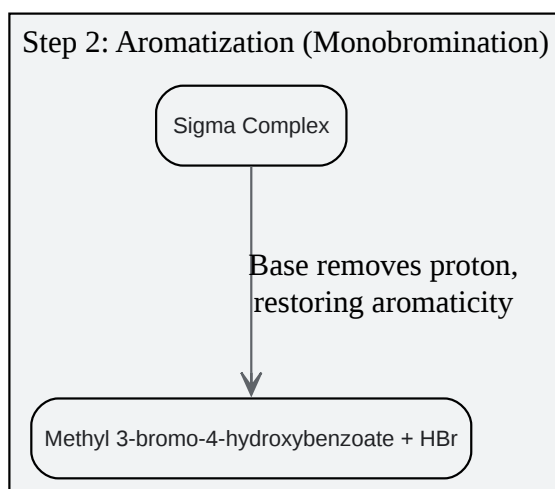 Step 2: Aromatization (Monobromination)
Sigma Complex
Base removes proton,
restoring aromaticity
Methyl 3-bromo-4-hydroxybenzoate + HBr